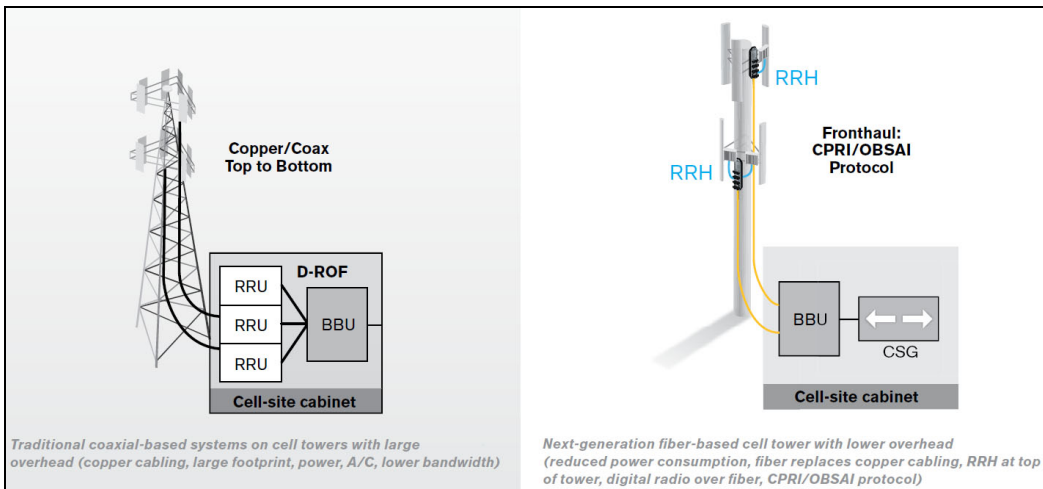 Copper/Coax
Top to Bottom
D-ROF
RRU
RRU
RRU
BBU
Cell-site cabinet
Traditional coaxial-based systems on cell towers with large
overhead (copper cabling, large footprint, power, A/C, lower bandwidth)
RRH
Fronthaul:
CPRI/OBSAI
Protocol
RRH
BBU
CSG
Cell-site cabinet
Next-generation fiber-based cell tower with lower overhead
(reduced power consumption, fiber replaces copper cabling, RRH at top
of tower, digital radio over fiber, CPRI/OBSAI protocol)